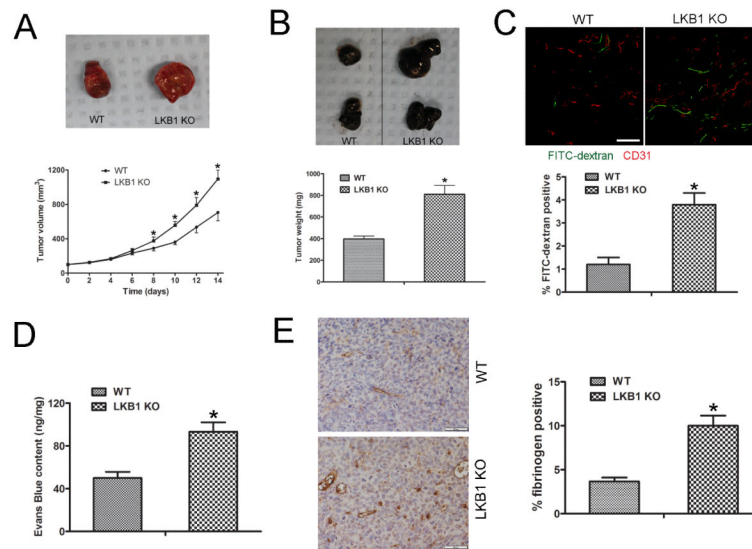 A
WT
LKB1 KO
WT
LKB1 KO
Tumor volume (mm3)
1200
800
400
0
*
*
*
*
0 2 4 6 8 10 12 14
Time (days)
B
WT
LKB1 KO
WT
LKB1 KO
Tumor weight (mg)
1000
800
600
400
200
0
*
C
WT
LKB1 KO
FITC-dextran CD31
WT
LKB1 KO
% FITC-dextran positive
5
4
3
2
1
0
*
D
WT
LKB1 KO
Evans Blue content (ng/mg)
120
80
40
0
*
E
WT
LKB1 KO
WT
LKB1 KO
% fibrinogen positive
15
10
5
0
*